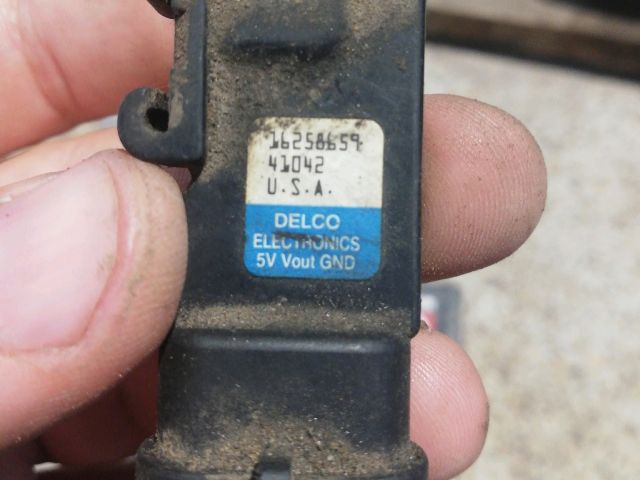 16258659
41042
U.S.A.
DELCO
ELECTRONICS
5V Vout GND